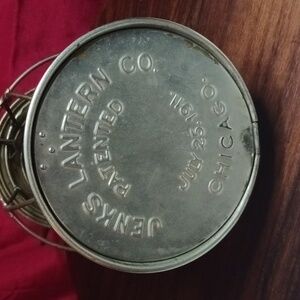 JENKS LANTERN CO.
CHICAGO.
PATENTED
JULY 25, 1911.